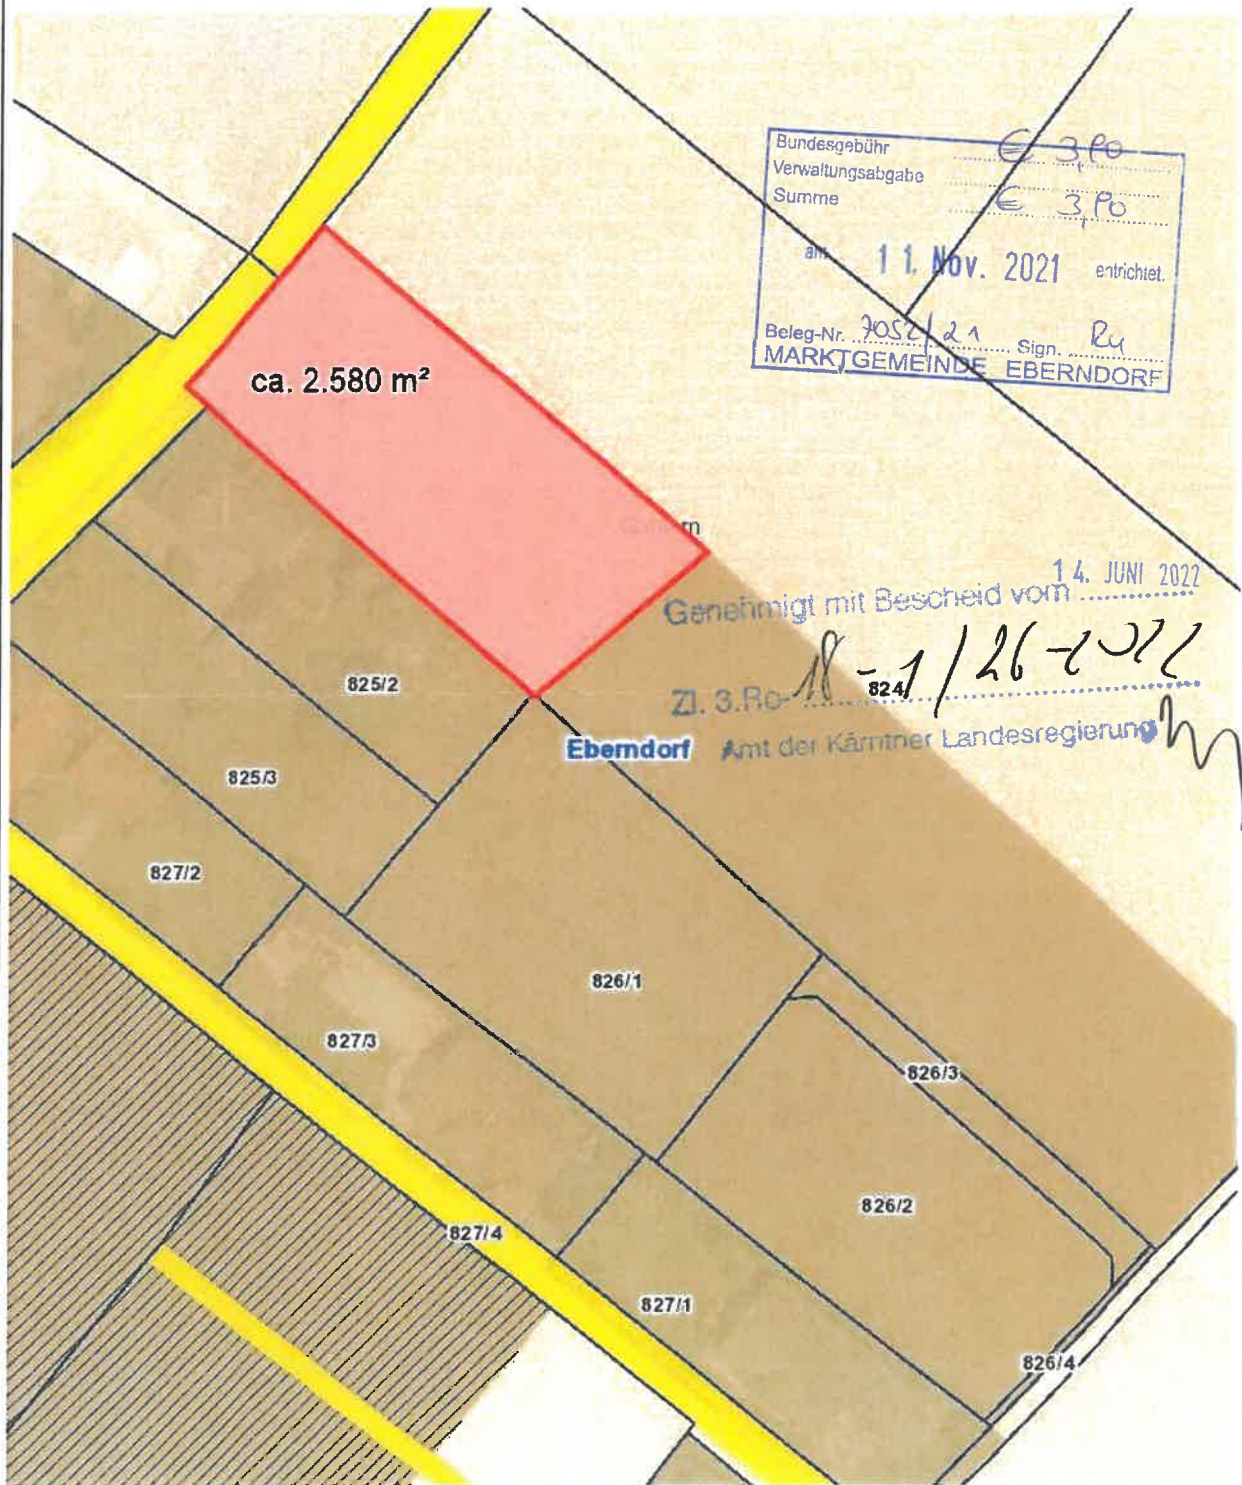 Bundesgebühr € 3,90
Verwaltungsabgabe
Summe € 3,90
am 11. Nov. 2021 entrichtet.
Beleg-Nr. 7052/21 Sign.
MARKTGEMEINDE EBERNDORF
ca. 2.580 m²
Genehmigt mit Bescheid vom 14. JUNI 2022
Zl. 3.Ro- 18-1/26-2022
824
Amt der Kärntner Landesregierung
Eberndorf
825/2
825/3
827/2
826/1
827/3
826/3
826/2
827/4
827/1
826/4